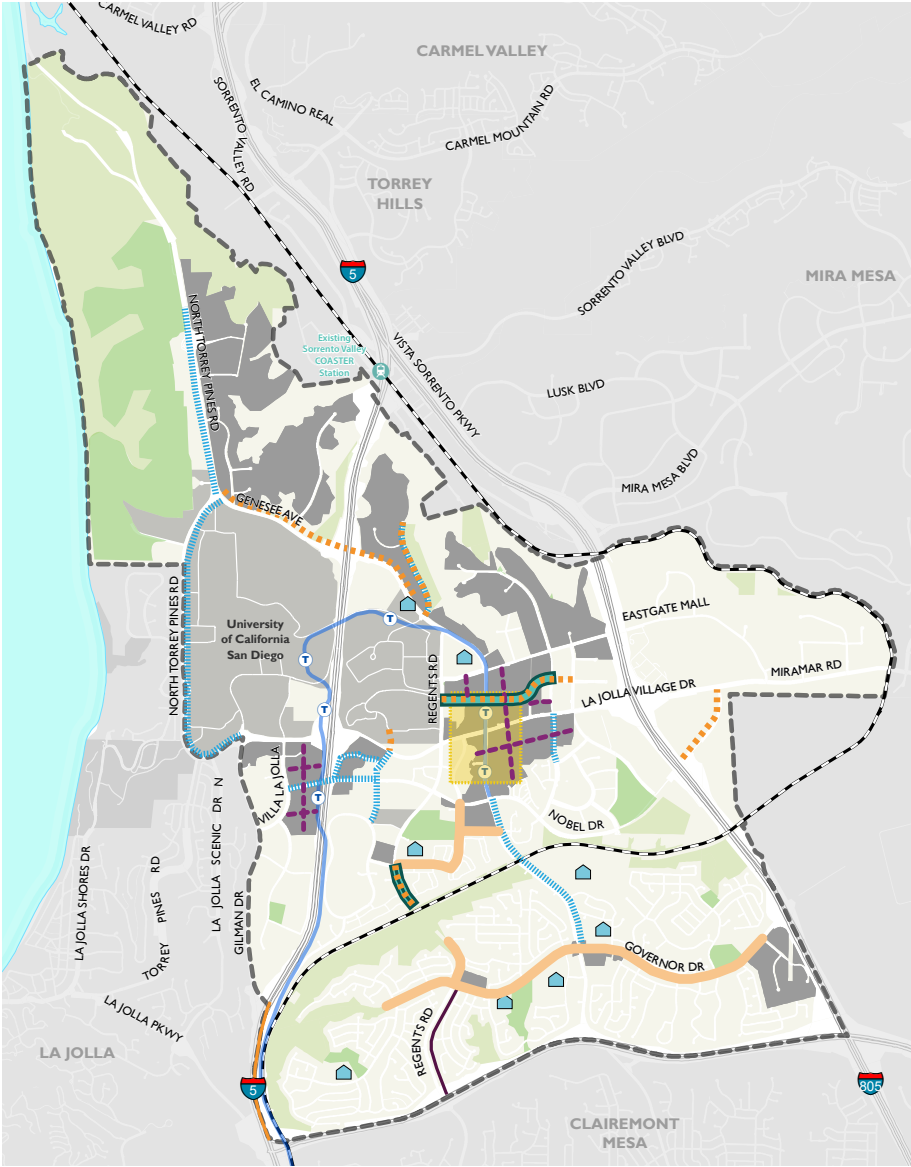 CARMEL VALLEY RD
CARMEL VALLEY
EL CAMINO REAL
SORRENTO VALLEY RD
CARMEL MOUNTAIN RD
TORREY
HILLS
5
SORRENTO VALLEY BLVD
MIRA MESA
NORTH TORREY PINES RD
Existing
Sorrento Valley
COASTER
Station
VISTA SORRENTO PKWY
LUSK BLVD
MIRA MESA BLVD
GENESEE AVE
NORTH TORREY PINES RD
University
of California
San Diego
T
T
EASTGATE MALL
REGENTS RD
MIRAMAR RD
LA JOLLA VILLAGE DR
T
T
T
T
VILLA LA JOLLA
NOBEL DR
LA JOLLA SHORES DR
TORREY PINES RD
LA JOLLA SCENIC DR N
GILMAN DR
GOVERNOR DR
LA JOLLA PKWY
REGENTS RD
LA JOLLA
5
805
CLAIREMONT
MESA